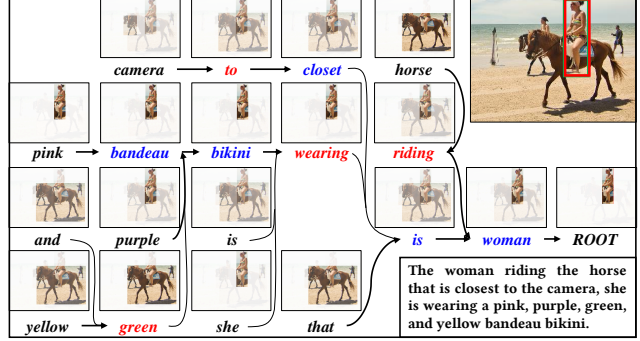 camera to closet horse
pink bandeau bikini wearing riding
and purple is is woman ROOT
yellow green she that
The woman riding the horse
that is closest to the camera, she
is wearing a pink, purple, green,
and yellow bandeau bikini.